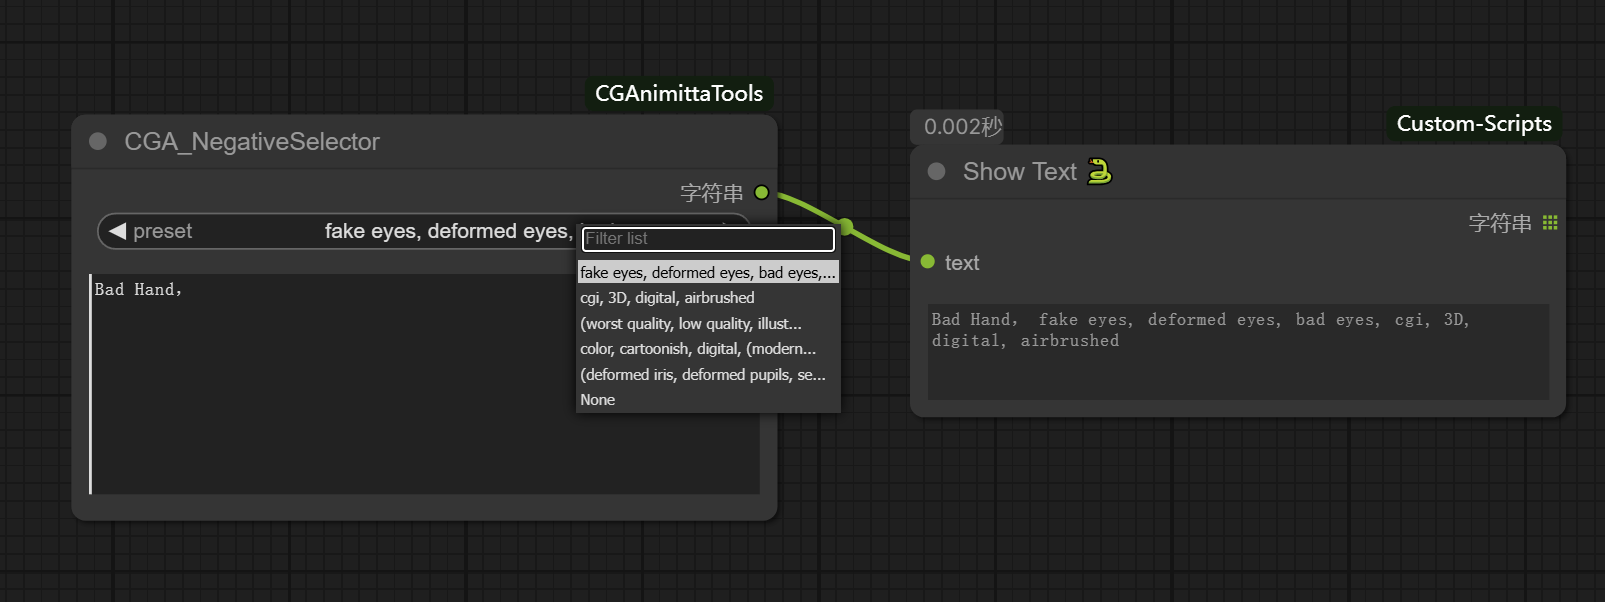 CGAnimittaTools
CGA_NegativeSelector
字符串
preset
fake eyes, deformed eyes,
Filter list
fake eyes, deformed eyes, bad eyes,...
cgi, 3D, digital, airbrushed
(worst quality, low quality, illust...
color, cartoonish, digital, (modern...
(deformed iris, deformed pupils, se...
None
Bad Hand，
0.002秒
Custom-Scripts
Show Text
字符串
text
Bad Hand， fake eyes, deformed eyes, bad eyes, cgi, 3D,
digital, airbrushed